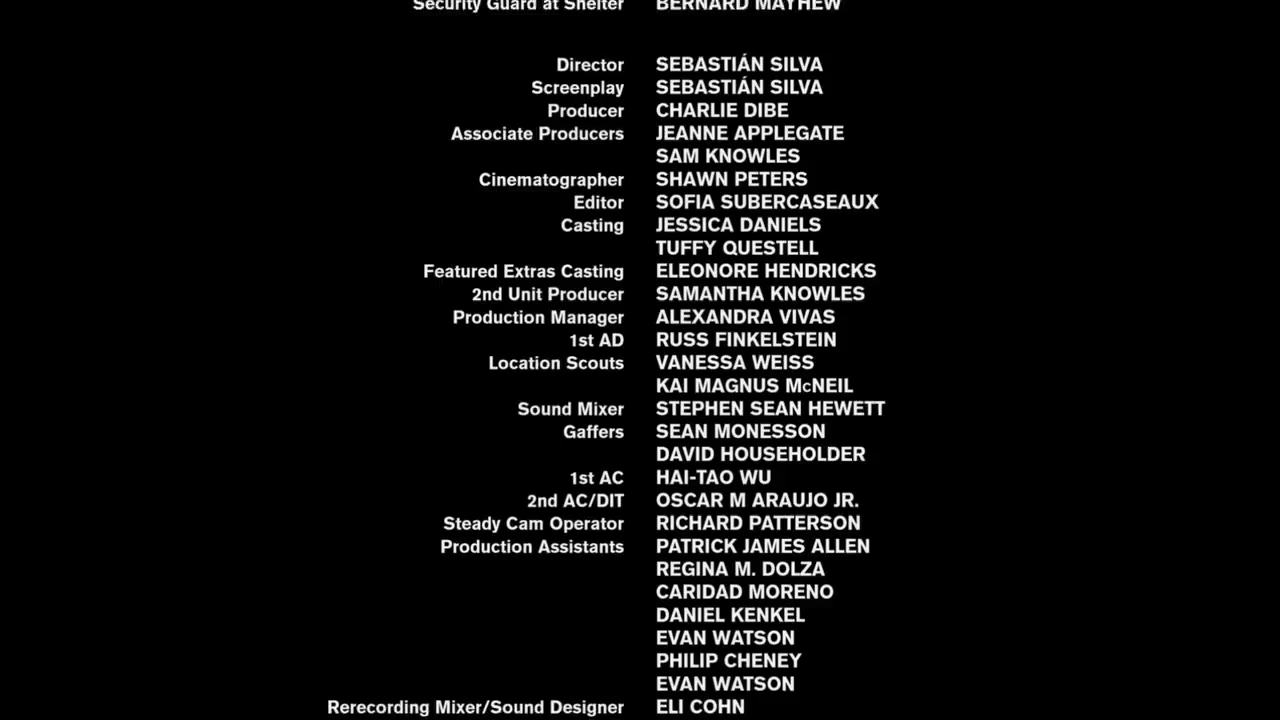 Security Guard at Shelter BERNARD MAYHEW
Director SEBASTIÁN SILVA
Screenplay SEBASTIÁN SILVA
Producer CHARLIE DIBE
Associate Producers JEANNE APPLEGATE
SAM KNOWLES
Cinematographer SHAWN PETERS
Editor SOFIA SUBERCASEAUX
Casting JESSICA DANIELS
TUFFY QUESTELL
Featured Extras Casting ELEONORE HENDRICKS
2nd Unit Producer SAMANTHA KNOWLES
Production Manager ALEXANDRA VIVAS
1st AD RUSS FINKELSTEIN
Location Scouts VANESSA WEISS
KAI MAGNUS McNEIL
Sound Mixer STEPHEN SEAN HEWETT
Gaffers SEAN MONESSON
DAVID HOUSEHOLDER
1st AC HAI-TAO WU
2nd AC/DIT OSCAR M ARAUJO JR.
Steady Cam Operator RICHARD PATTERSON
Production Assistants PATRICK JAMES ALLEN
REGINA M. DOLZA
CARIDAD MORENO
DANIEL KENKEL
EVAN WATSON
PHILIP CHENEY
EVAN WATSON
Rerecording Mixer/Sound Designer ELI COHN